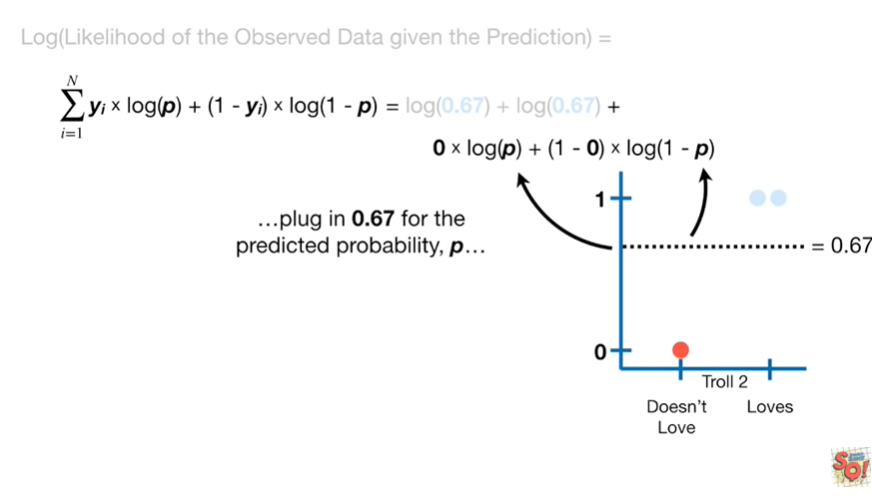 Log(Likelihood of the Observed Data given the Prediction) =
N
∑ yi × log(p) + (1 - yi) × log(1 - p) = log(0.67) + log(0.67) +
i=1
0 × log(p) + (1 - 0) × log(1 - p)
1
…plug in 0.67 for the
predicted probability, p…
= 0.67
0
Troll 2
Doesn't
Love
Loves
SQ!